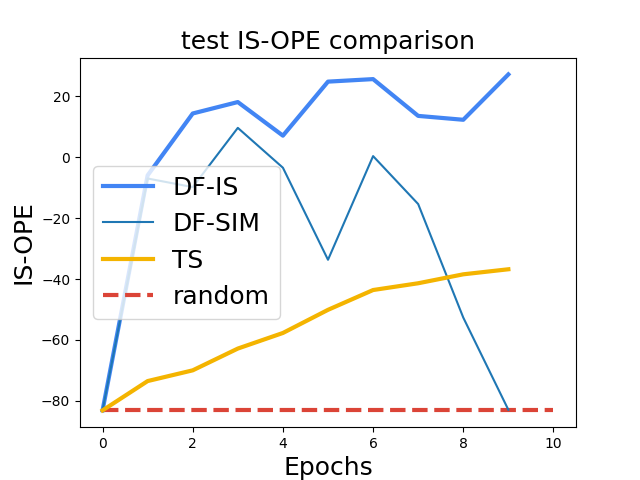 test IS-OPE comparison
IS-OPE
20
0
−20
−40
−60
−80
DF-IS
DF-SIM
TS
random
0 2 4 6 8 10
Epochs